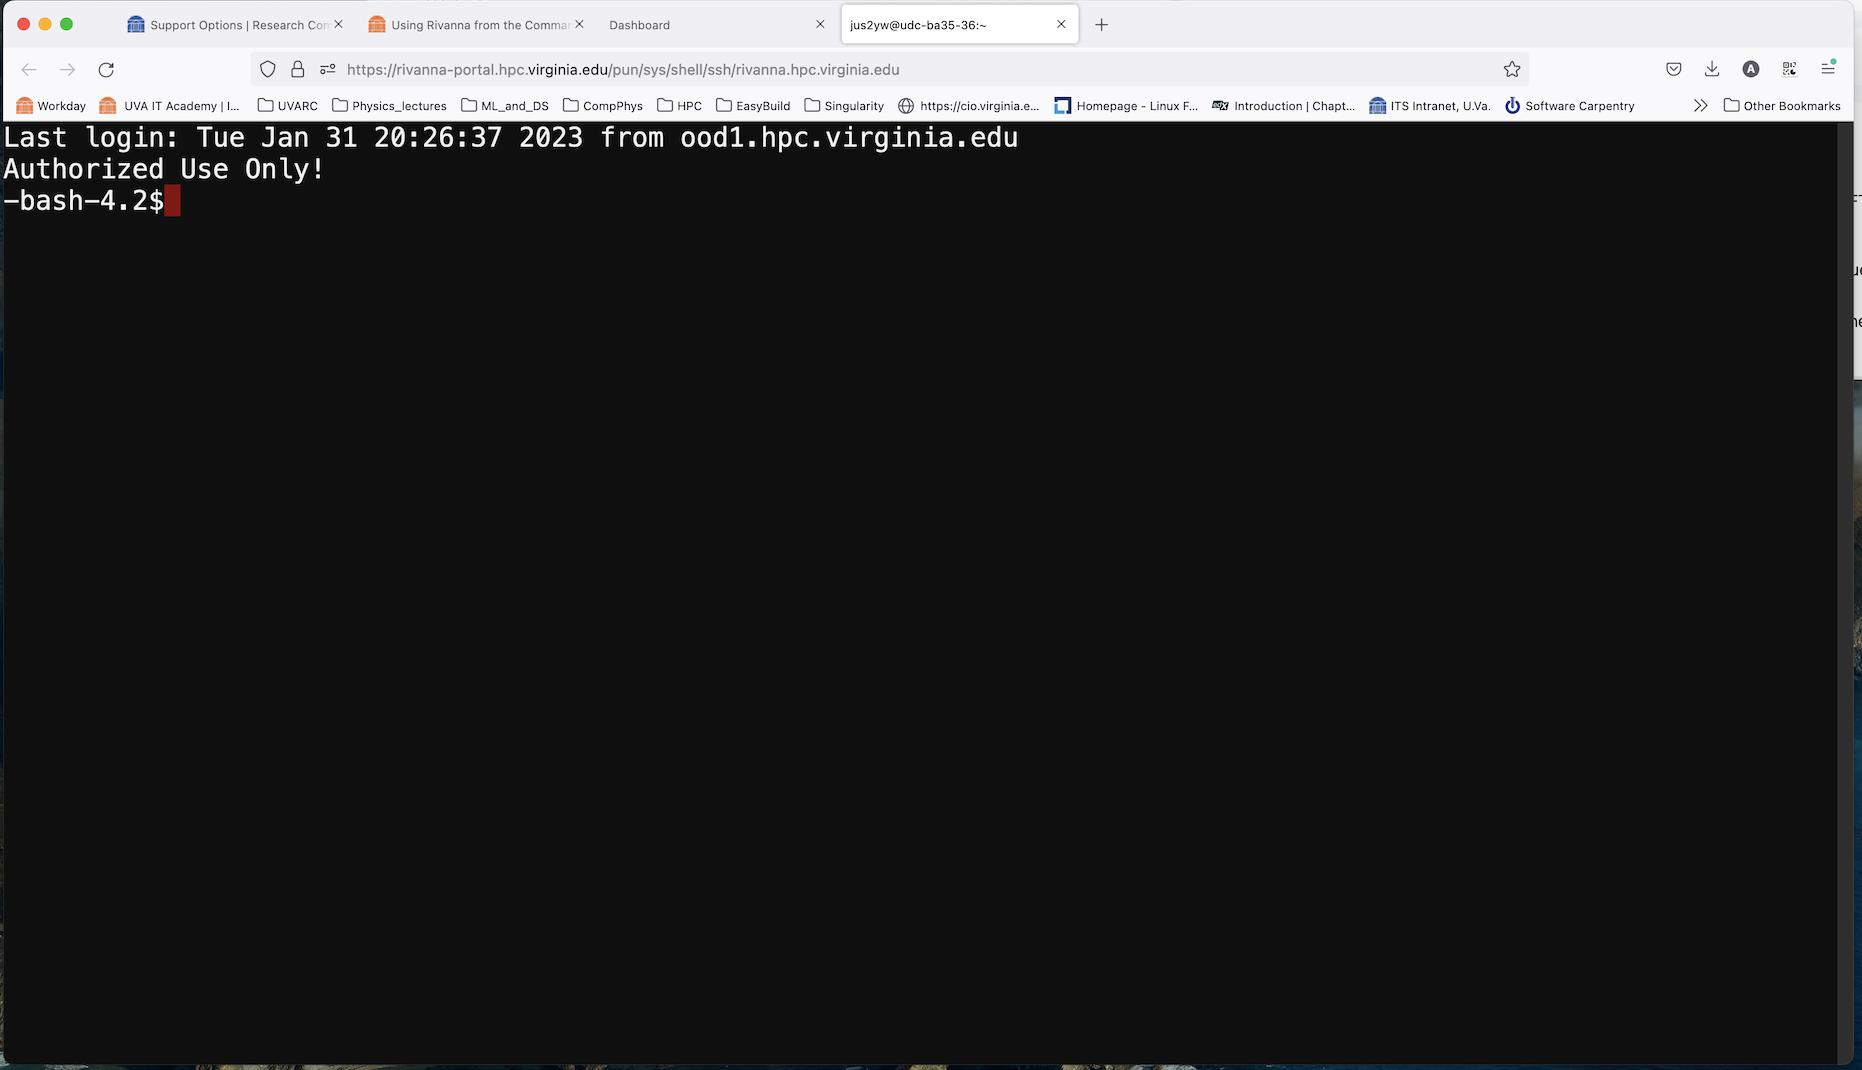 Support Options | Research Con
Using Rivanna from the Commar
Dashboard
jus2yw@udc-ba35-36:~
https://rivanna-portal.hpc.virginia.edu/pun/sys/shell/ssh/rivanna.hpc.virginia.edu
A
Workday
UVA IT Academy | I...
UVARC
Physics_lectures
ML_and_DS
CompPhys
HPC
EasyBuild
Singularity
https://cio.virginia.e...
Homepage - Linux F...
Introduction | Chapt...
ITS Intranet, U.Va.
Software Carpentry
Other Bookmarks
Last login: Tue Jan 31 20:26:37 2023 from ood1.hpc.virginia.edu
Authorized Use Only!
-bash-4.2$